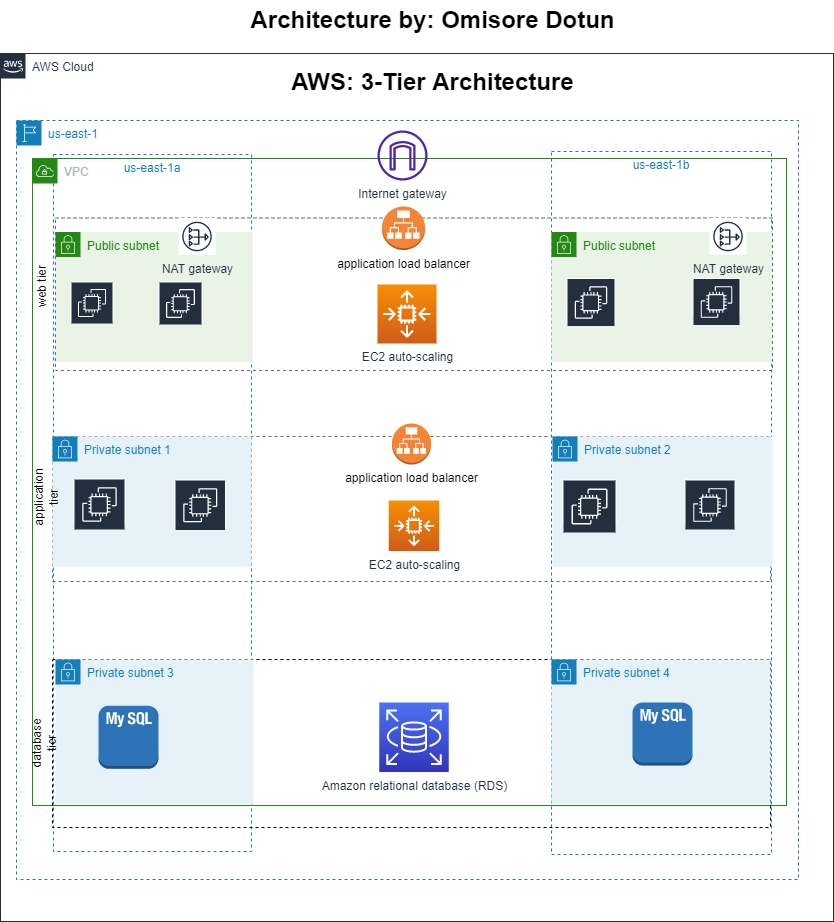 Architecture by: Omisore Dotun
aws
AWS Cloud
AWS: 3-Tier Architecture
us-east-1
VPC
us-east-1a
us-east-1b
Internet gateway
Public subnet
NAT gateway
application load balancer
Public subnet
NAT gateway
web tier
EC2 auto-scaling
Private subnet 1
application load balancer
Private subnet 2
application
tier
EC2 auto-scaling
Private subnet 3
Private subnet 4
My SQL
My SQL
database
tier
Amazon relational database (RDS)